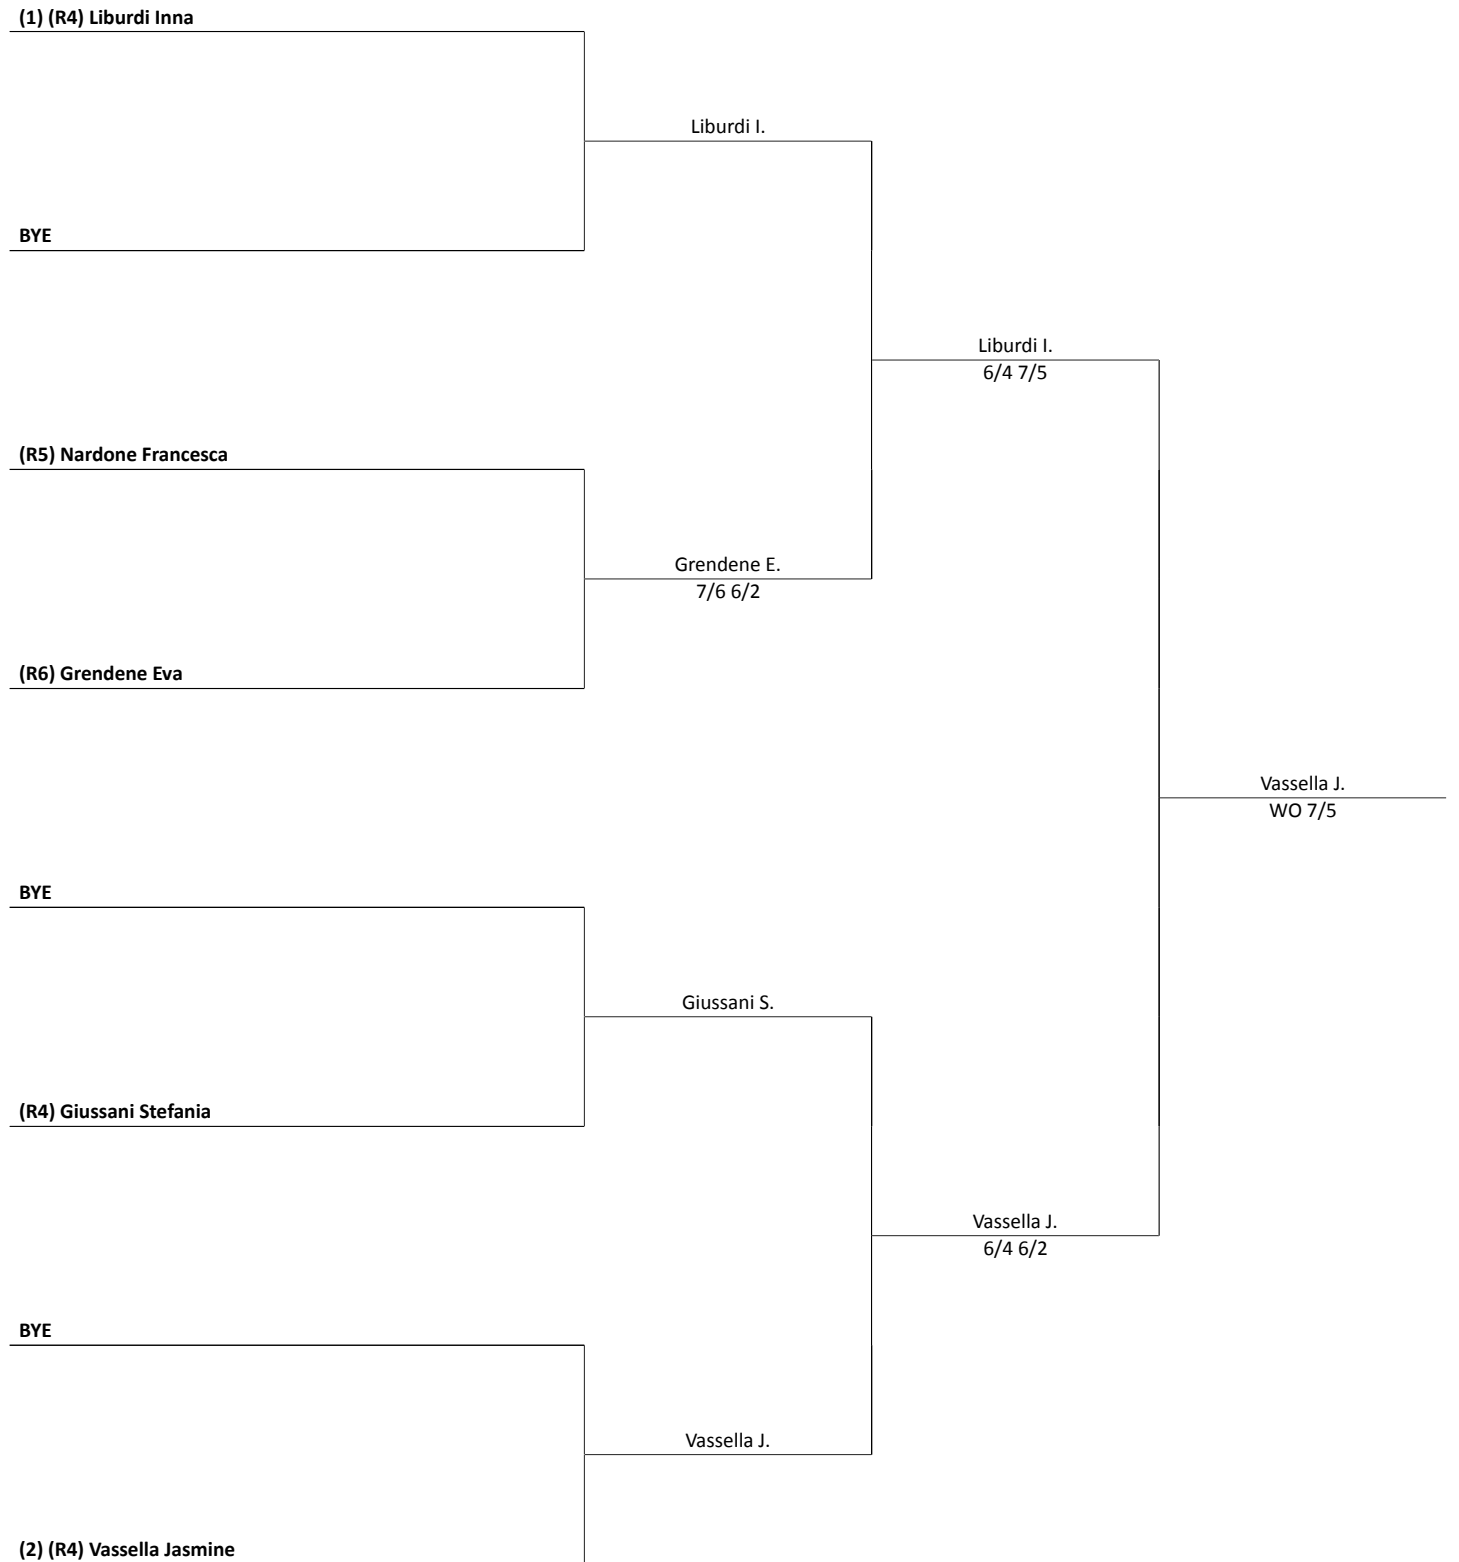 (1) (R4) Liburdi Inna
Liburdi I.
BYE
Liburdi I.
6/4 7/5
(R5) Nardone Francesca
Grendene E.
7/6 6/2
(R6) Grendene Eva
Vassella J.
WO 7/5
BYE
Giussani S.
(R4) Giussani Stefania
Vassella J.
6/4 6/2
BYE
Vassella J.
(2) (R4) Vassella Jasmine